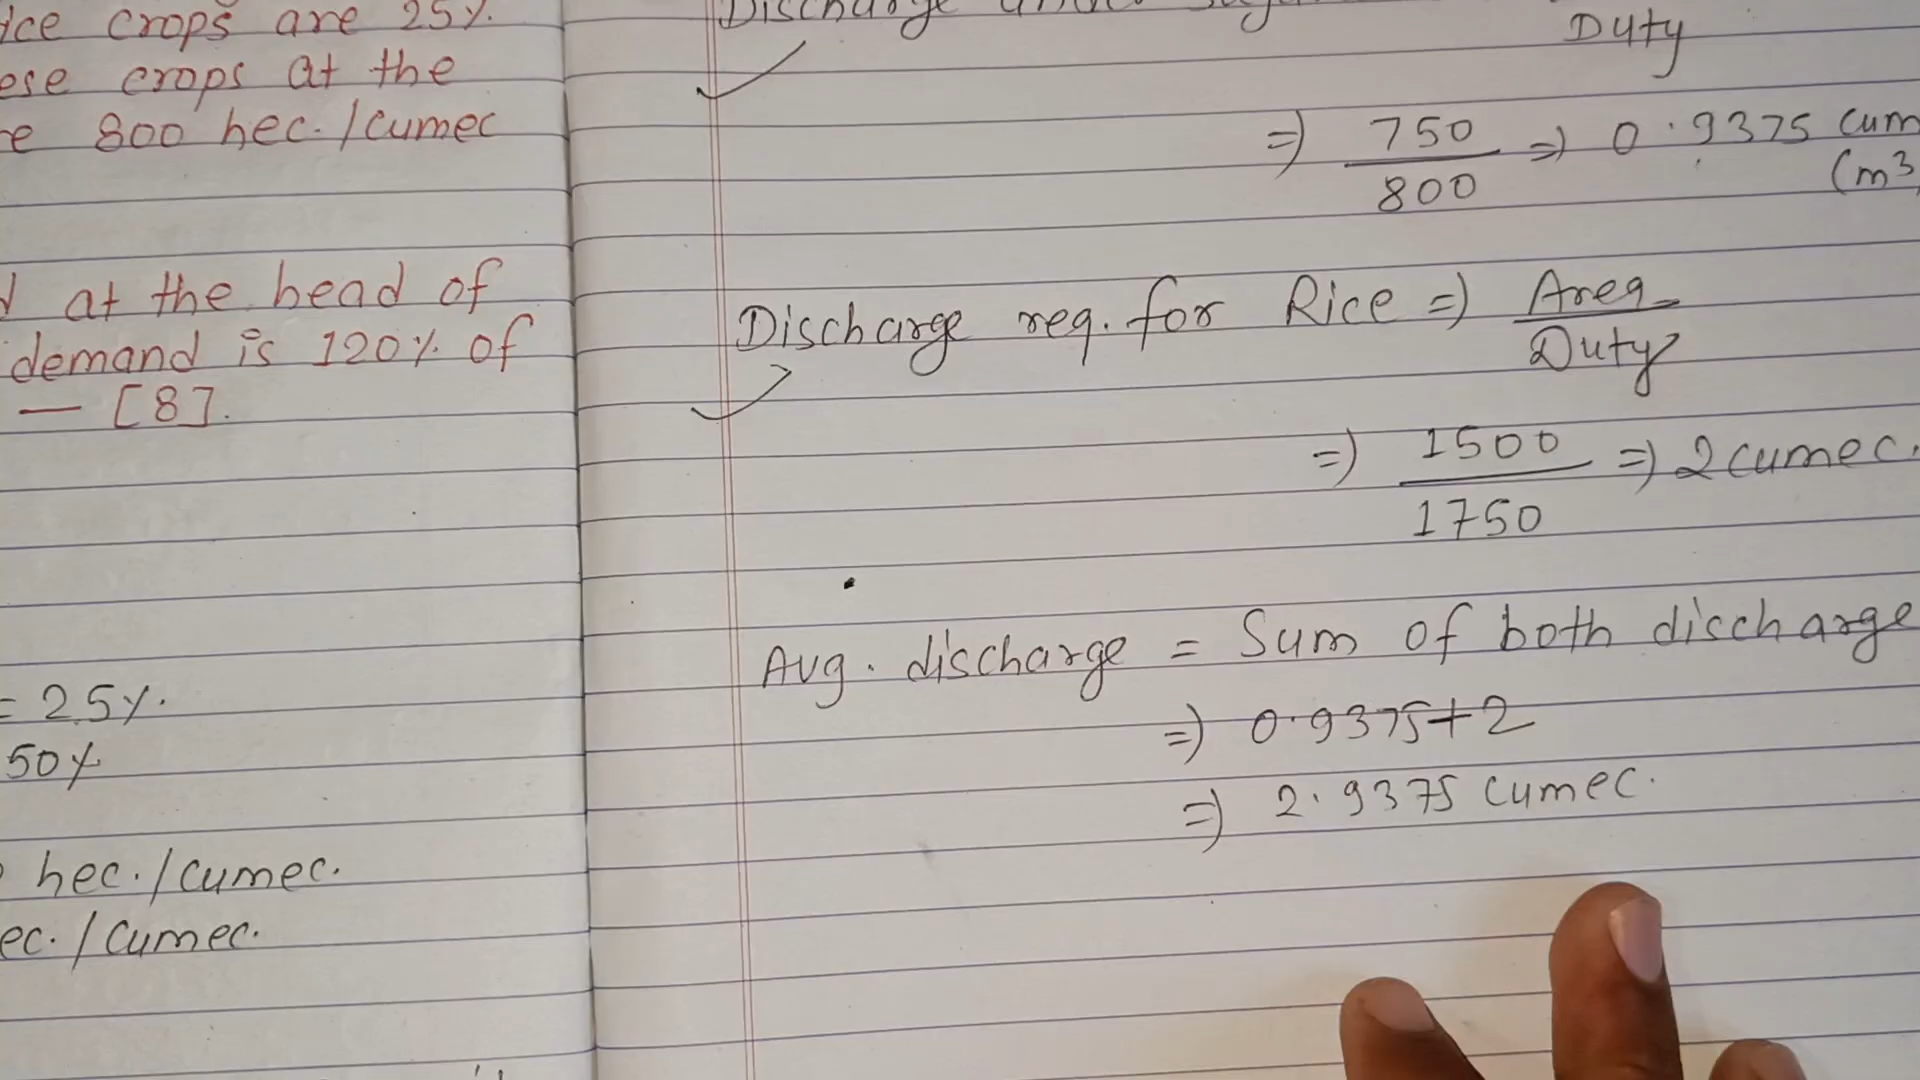 crops are 25%.
crops at the
800 hec./cumec
at the head of
demand is 120% of
— [8].
= 25%.
50%
hec./cumec.
ec./cumec.
Discharge under
Duty
=) 750 / 800 =) 0.9375 cum
(m3
Discharge req. for Rice =) Area / Duty
=) 1500 / 1750 =) 2 cumec.
Avg. discharge = Sum of both discharge
=) 0.9375+2
=) 2.9375 cumec.